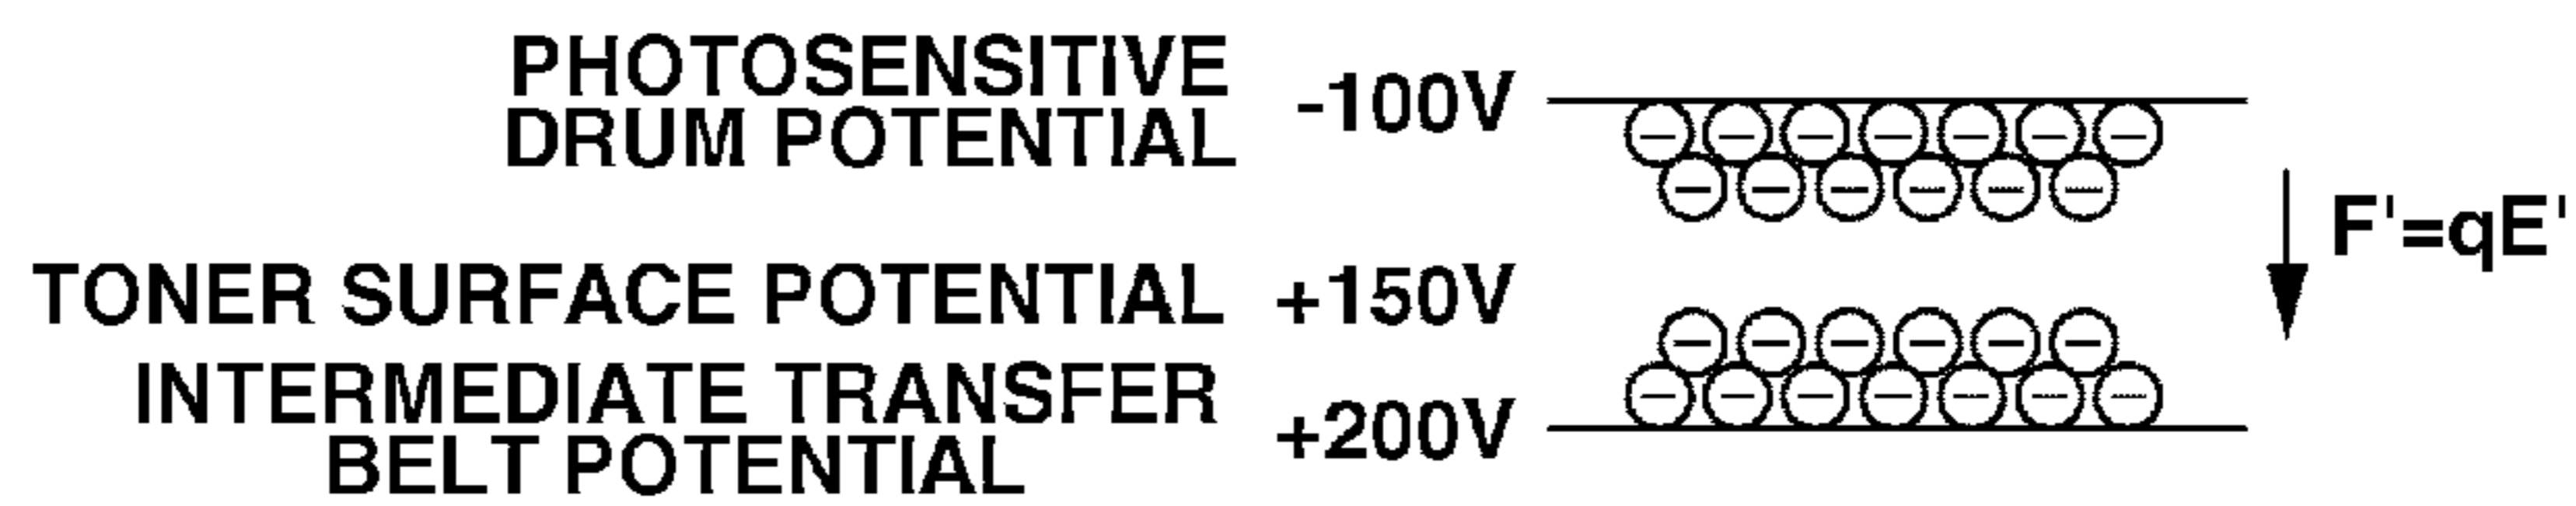 PHOTOSENSITIVE
DRUM POTENTIAL -100V
F'=qE'
TONER SURFACE POTENTIAL +150V
INTERMEDIATE TRANSFER
BELT POTENTIAL +200V